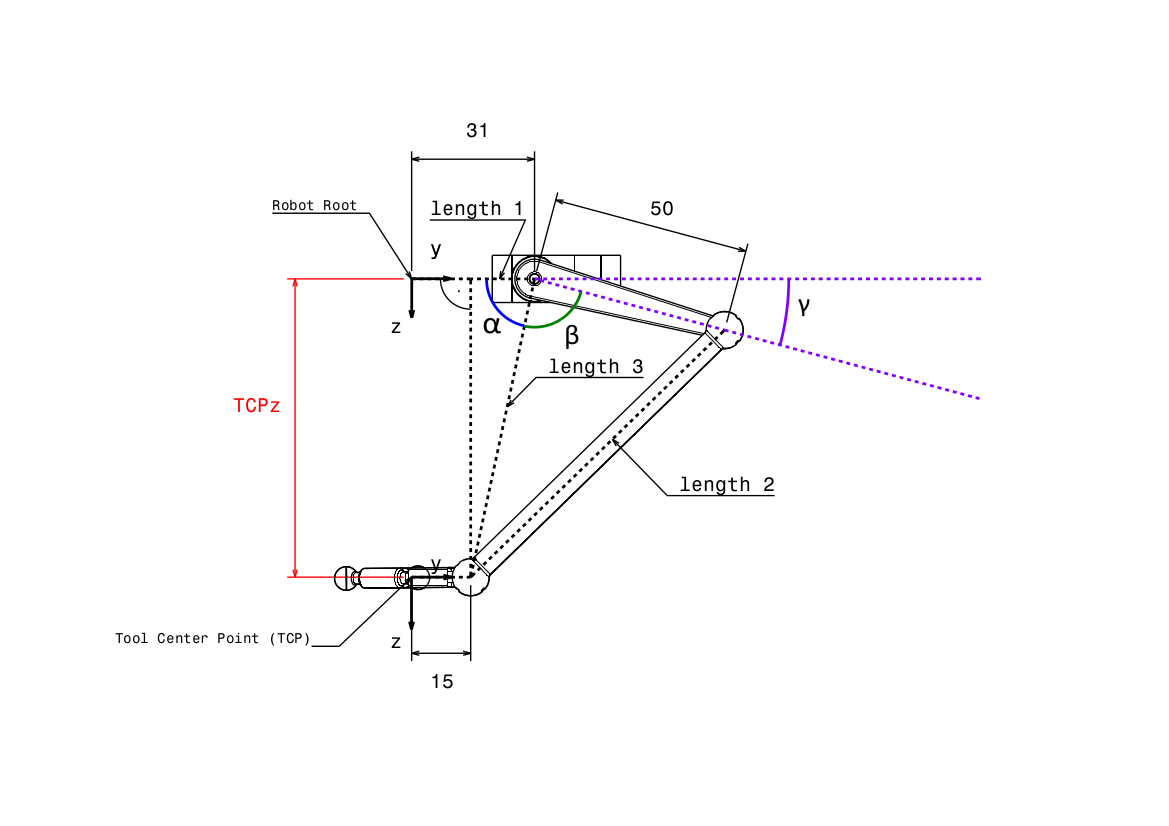 31
Robot Root
length 1
50
y
z
α
β
γ
length 3
TCPz
length 2
y
Tool Center Point (TCP)
z
15